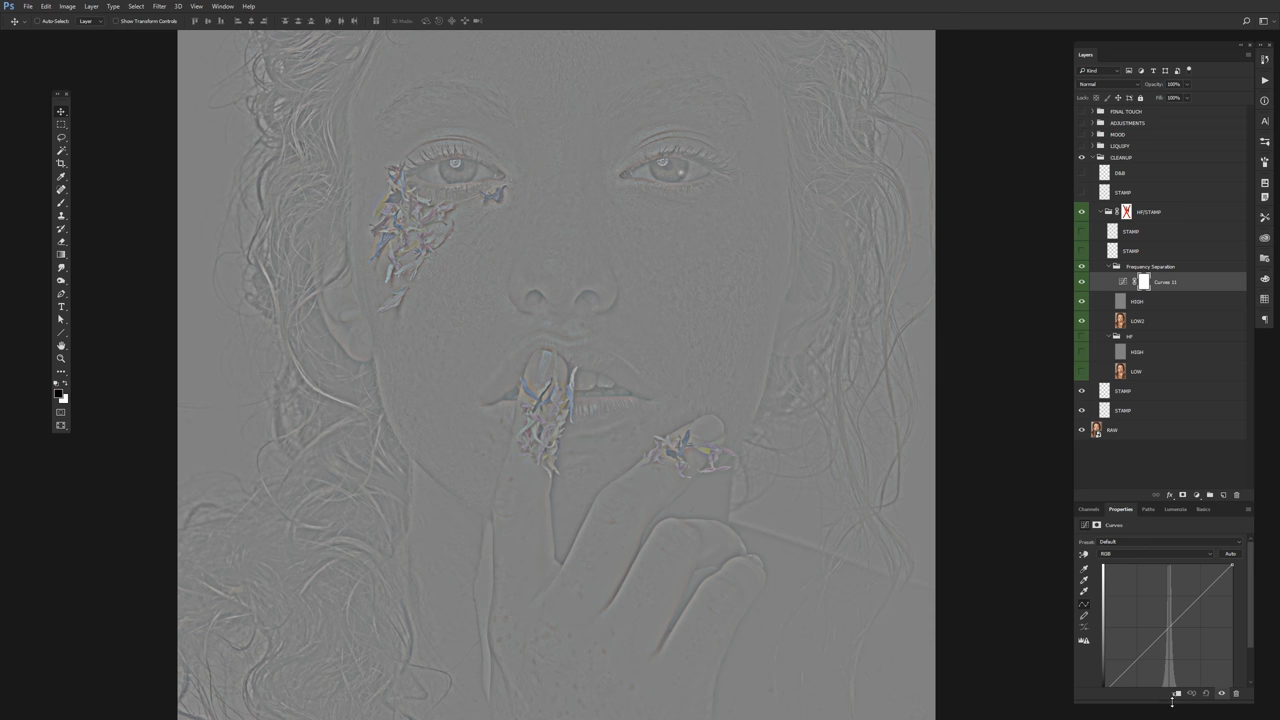 Ps File Edit Image Layer Type Select Filter 3D View Window Help
Auto-Select: Layer Show Transform Controls 3D Mode:
Layers
Kind
Normal Opacity: 100%
Lock: Fill: 100%
FINAL TOUCH
ADJUSTMENTS
MOOD
LIQUIFY
CLEANUP
D&B
STAMP
HF/STAMP
STAMP
STAMP
Frequency Separation
Curves 11
HIGH
LOW2
HF
HIGH
LOW
STAMP
STAMP
RAW
fx
Channels Properties Paths Lumenzia Basics
Curves
Preset: Default
RGB Auto